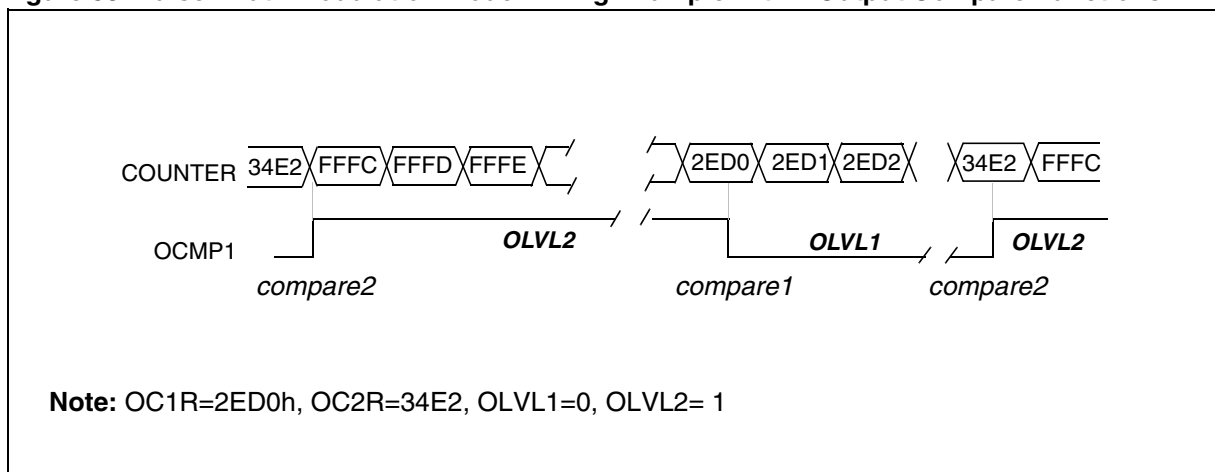 COUNTER 34E2 FFFC FFFD FFFE 2ED0 2ED1 2ED2 34E2 FFFC
OCMP1 OLVL2 OLVL1 OLVL2
compare2 compare1 compare2
Note: OC1R=2ED0h, OC2R=34E2, OLVL1=0, OLVL2= 1